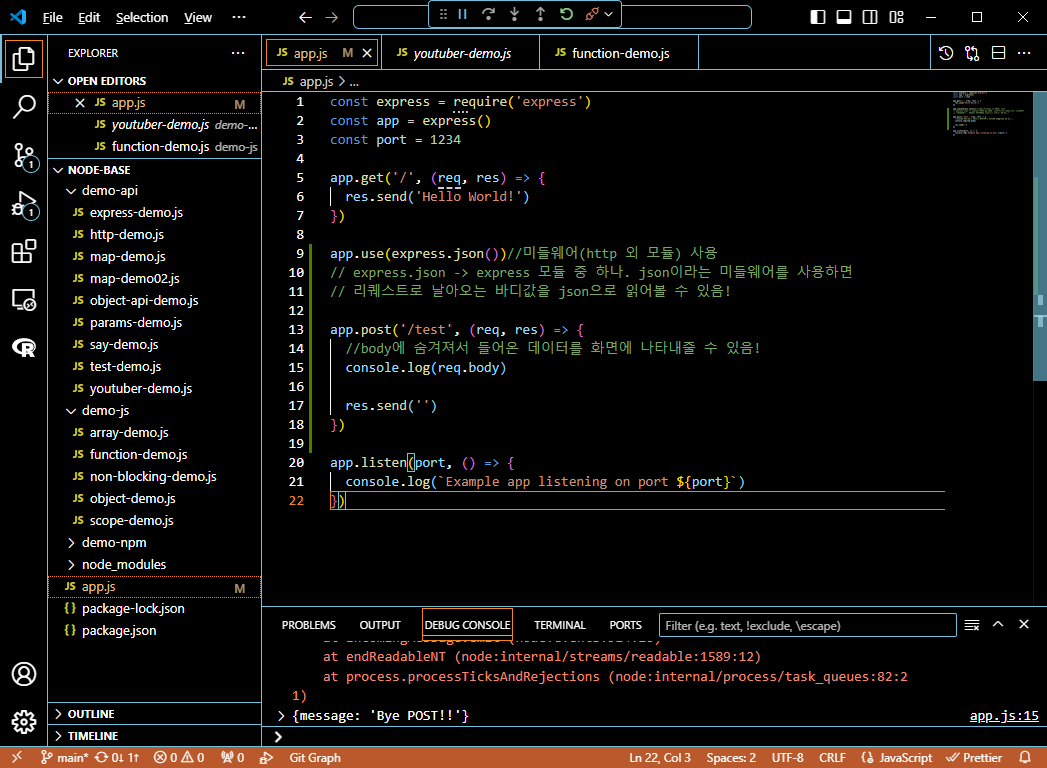 File Edit Selection View ···
EXPLORER ···
OPEN EDITORS
JS app.js M
JS youtuber-demo.js demo-...
JS function-demo.js demo-js
NODE-BASE
demo-api
JS express-demo.js
JS http-demo.js
JS map-demo.js
JS map-demo02.js
JS object-api-demo.js
JS params-demo.js
JS say-demo.js
JS test-demo.js
JS youtuber-demo.js
demo-js
JS array-demo.js
JS function-demo.js
JS non-blocking-demo.js
JS object-demo.js
JS scope-demo.js
demo-npm
node_modules
JS app.js M
{} package-lock.json
{} package.json
OUTLINE
TIMELINE
1
1
R
JS app.js M
JS youtuber-demo.js
JS function-demo.js
···
JS app.js > ...
1 const express = require('express')
2 const app = express()
3 const port = 1234
4
5 app.get('/', (req, res) => {
6 res.send('Hello World!')
7 })
8
9 app.use(express.json())//미들웨어(http 외 모듈) 사용
10 // express.json -> express 모듈 중 하나. json이라는 미들웨어를 사용하면
11 // 리퀘스트로 날아오는 바디값을 json으로 읽어볼 수 있음!
12
13 app.post('/test', (req, res) => {
14 //body에 숨겨져서 들어온 데이터를 화면에 나타내줄 수 있음!
15 console.log(req.body)
16
17 res.send('')
18 })
19
20 app.listen(port, () => {
21 console.log(`Example app listening on port ${port}`)
22 })
PROBLEMS OUTPUT DEBUG CONSOLE TERMINAL PORTS Filter (e.g. text, !exclude, \escape)
at endReadableNT (node:internal/streams/readable:1589:12)
at process.processTicksAndRejections (node:internal/process/task_queues:82:2
1)
> {message: 'Bye POST!!'} app.js:15
>
main* 0↓ 1↑ 0 0 0 Git Graph Ln 22, Col 3 Spaces: 2 UTF-8 CRLF {} JavaScript Prettier